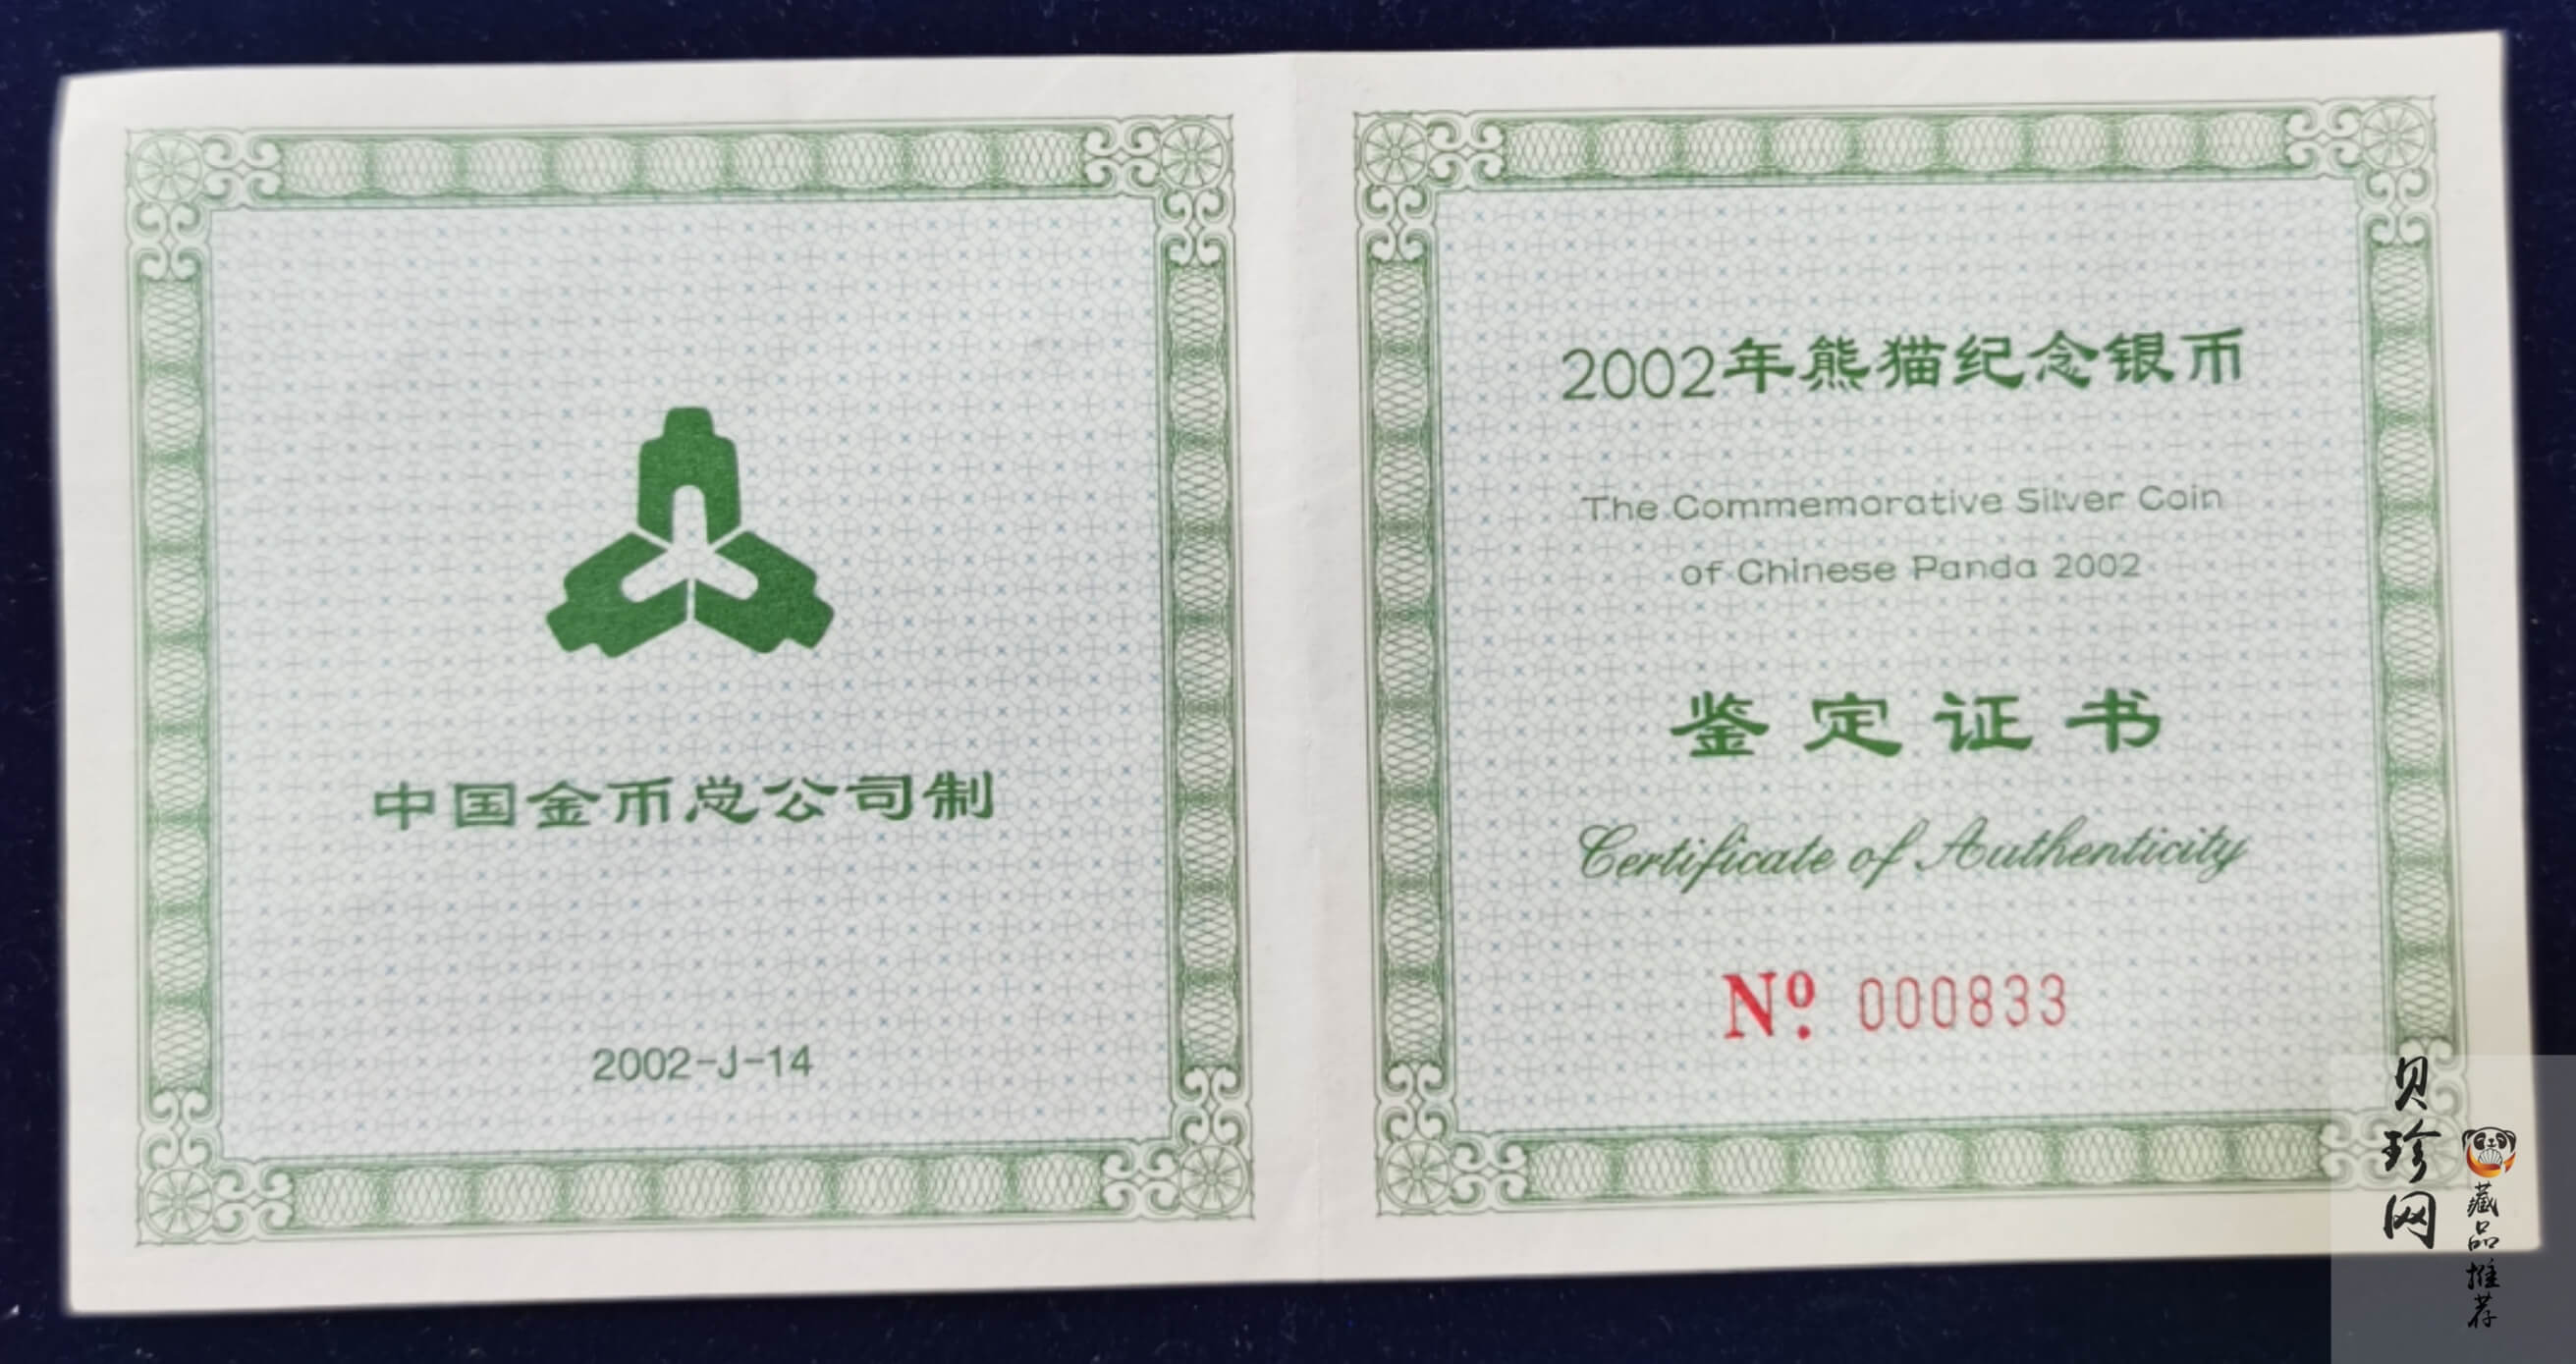 中国金币总公司制
2002-J-14
2002年熊猫纪念银币
The Commemorative Silver Coin
of Chinese Panda 2002
鉴定证书
Certificate of Authenticity
Nº. 000833
贝珍网
藏品推荐